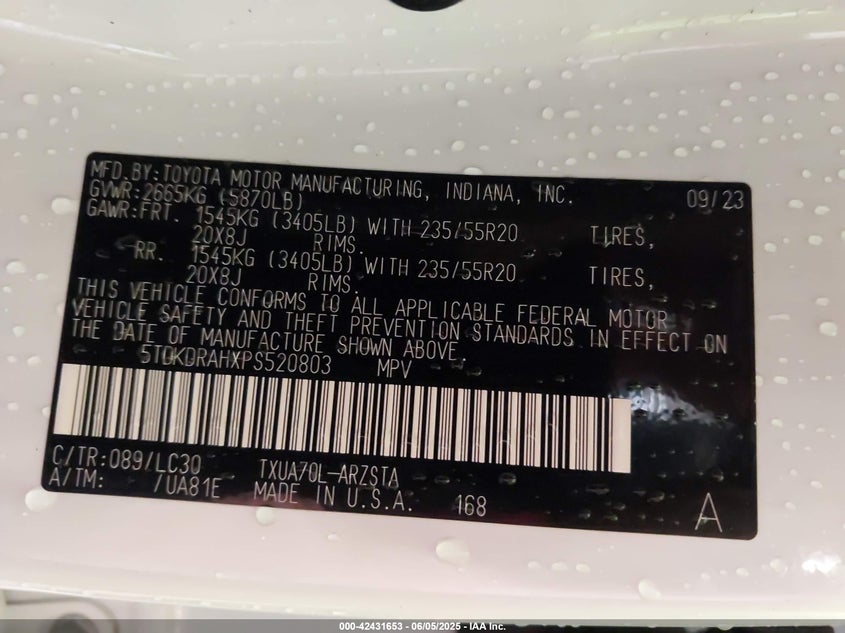 MFD. BY: TOYOTA MOTOR MANUFACTURING, INDIANA, INC. 09/23
GVWR: 2665KG (5870LB)
GAWR: FRT. 1545KG (3405LB) WITH 235/55R20 TIRES,
20X8J RIMS.
RR. 1545KG (3405LB) WITH 235/55R20 TIRES,
20X8J RIMS.
THIS VEHICLE CONFORMS TO ALL APPLICABLE FEDERAL MOTOR
VEHICLE SAFETY AND THEFT PREVENTION STANDARDS IN EFFECT ON
THE DATE OF MANUFACTURE SHOWN ABOVE.
5TDKDRAHXPS520803 MPV
C/TR: 089/LC30 TXUA70L-ARZSTA
A/TM: /UA81E MADE IN U.S.A. 168
A
000-42431653 - 06/05/2025 - IAA Inc.